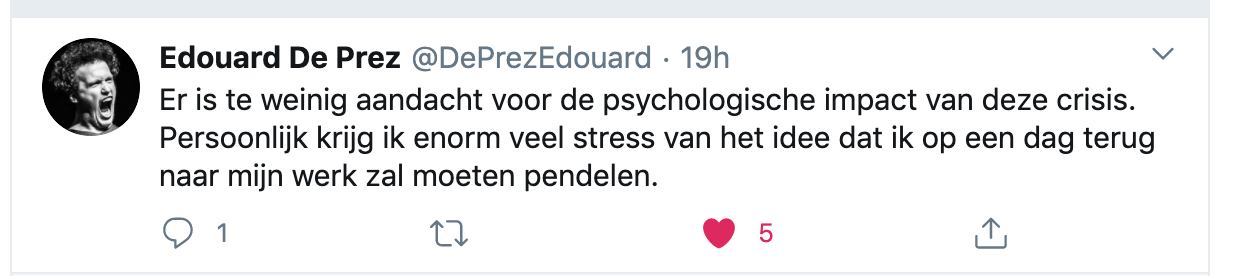 Edouard De Prez @DePrezEdouard · 19h
Er is te weinig aandacht voor de psychologische impact van deze crisis.
Persoonlijk krijg ik enorm veel stress van het idee dat ik op een dag terug
naar mijn werk zal moeten pendelen.
1 5